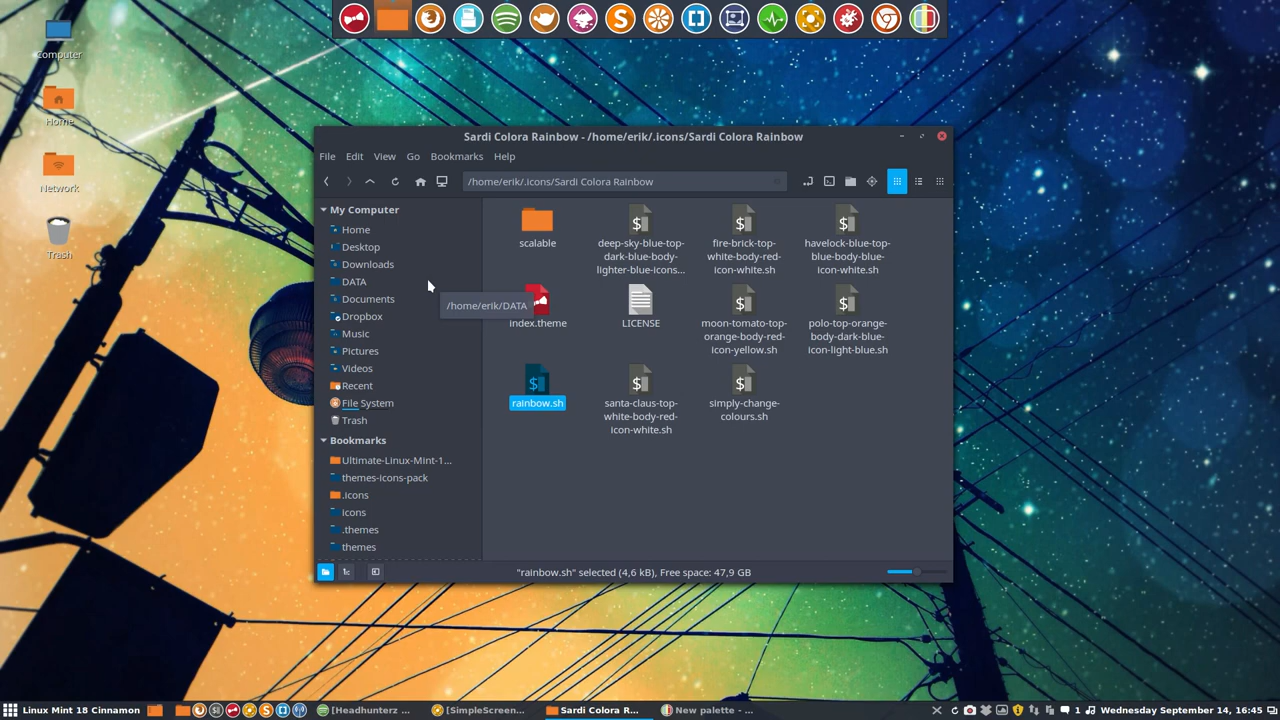 Computer
Home
Network
Trash
Sardi Colora Rainbow - /home/erik/.icons/Sardi Colora Rainbow
File Edit View Go Bookmarks Help
/home/erik/.icons/Sardi Colora Rainbow
My Computer
Home
Desktop
Downloads
DATA
Documents
Dropbox
Music
Pictures
Videos
Recent
File System
Trash
Bookmarks
Ultimate-Linux-Mint-1...
themes-icons-pack
.icons
icons
.themes
themes
/home/erik/DATA
scalable
deep-sky-blue-top-
dark-blue-body-
lighter-blue-icons...
fire-brick-top-
white-body-red-
icon-white.sh
havelock-blue-top-
blue-body-blue-
icon-white.sh
index.theme
LICENSE
moon-tomato-top-
orange-body-red-
icon-yellow.sh
polo-top-orange-
body-dark-blue-
icon-light-blue.sh
rainbow.sh
santa-claus-top-
white-body-red-
icon-white.sh
simply-change-
colours.sh
"rainbow.sh" selected (4,6 kB), Free space: 47,9 GB
Linux Mint 18 Cinnamon
[Headhunterz ...
[SimpleScreen...
Sardi Colora R...
New palette - ...
1
Wednesday September 14, 16:45